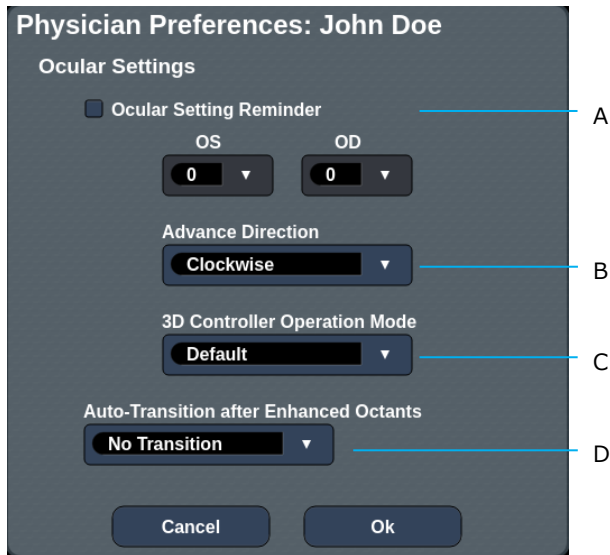 Physician Preferences: John Doe
Ocular Settings
Ocular Setting Reminder
A
OS OD
0 0
Advance Direction
Clockwise
B
3D Controller Operation Mode
Default
C
Auto-Transition after Enhanced Octants
No Transition
D
Cancel Ok